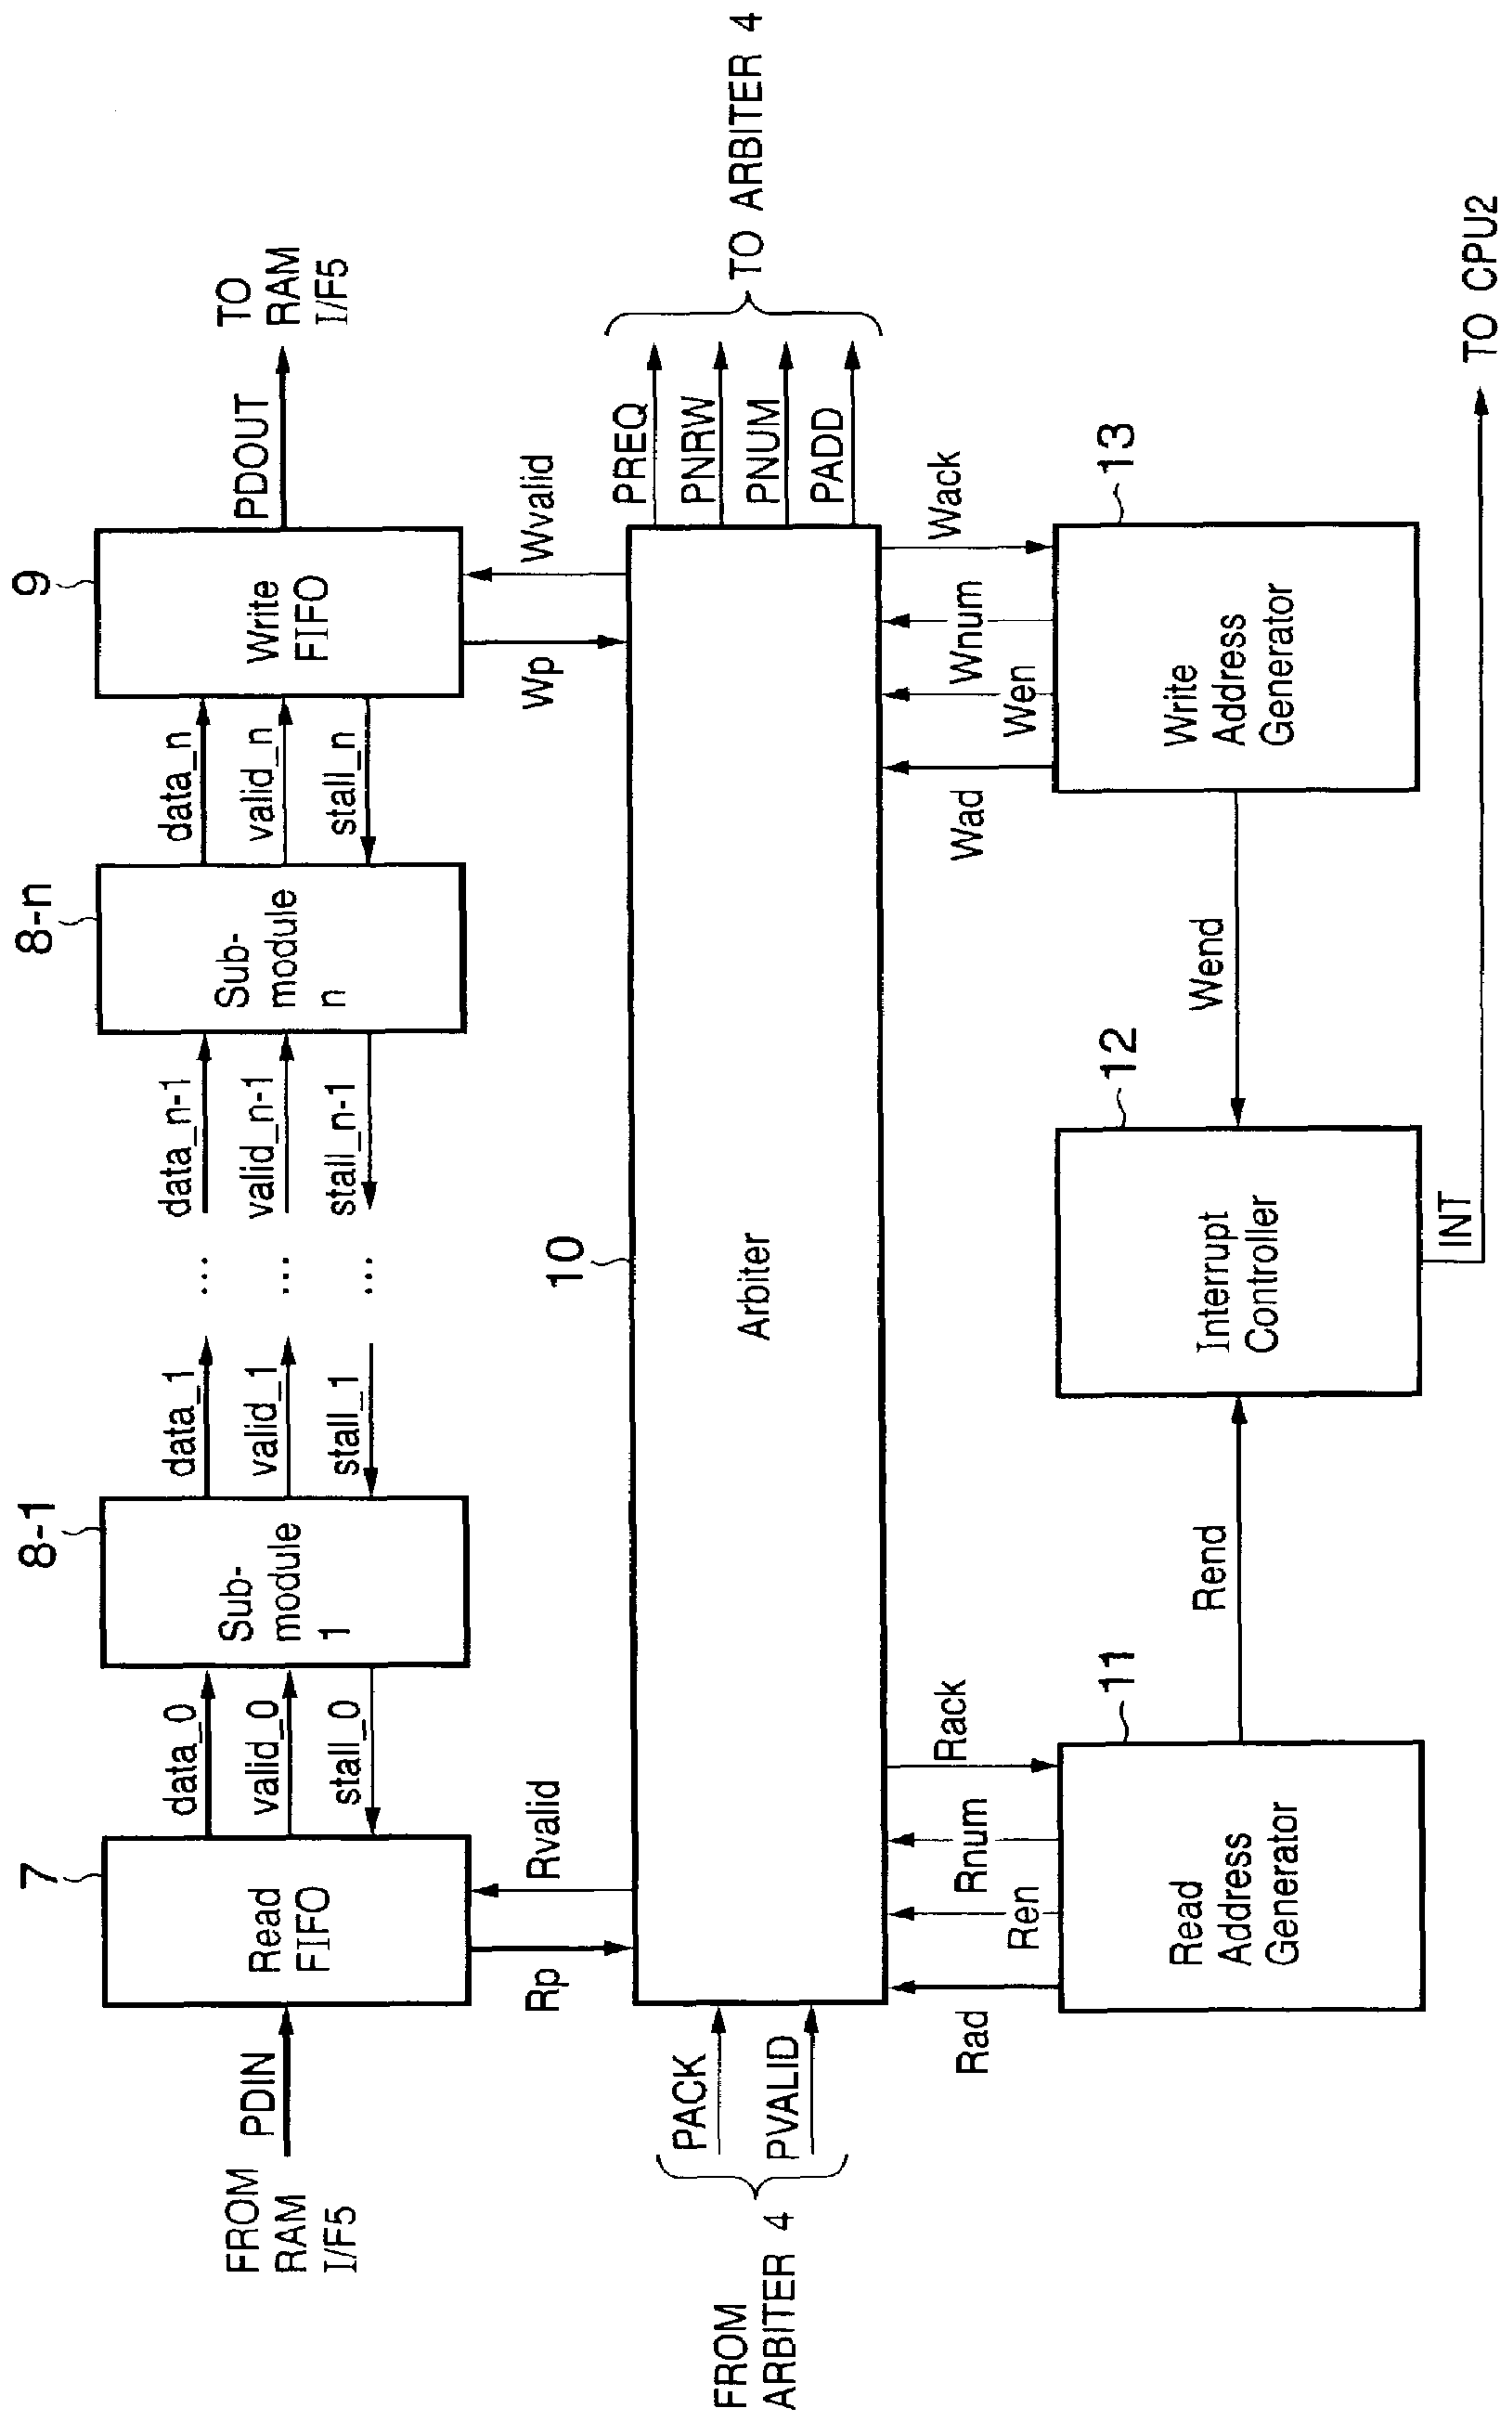 FROM
RAM
I/F5
PDIN
7
Read
FIFO
data_0
valid_0
stall_0
8-1
Sub-
module
1
data_1
valid_1
stall_1
...
...
...
data_n-1
valid_n-1
stall_n-1
8-n
Sub-
module
n
data_n
valid_n
stall_n
9
Write
FIFO
PDOUT
TO
RAM
I/F5
Rp
Rvalid
Wp
Wvalid
FROM
ARBITER 4
PACK
PVALID
10
Arbiter
PREQ
PNRW
PNUM
PADD
TO ARBITER 4
Rad
Ren
Rnum
Rack
Wad
Wen
Wnum
Wack
11
Read
Address
Generator
Rend
12
Interrupt
Controller
Wend
13
Write
Address
Generator
INT
TO CPU2